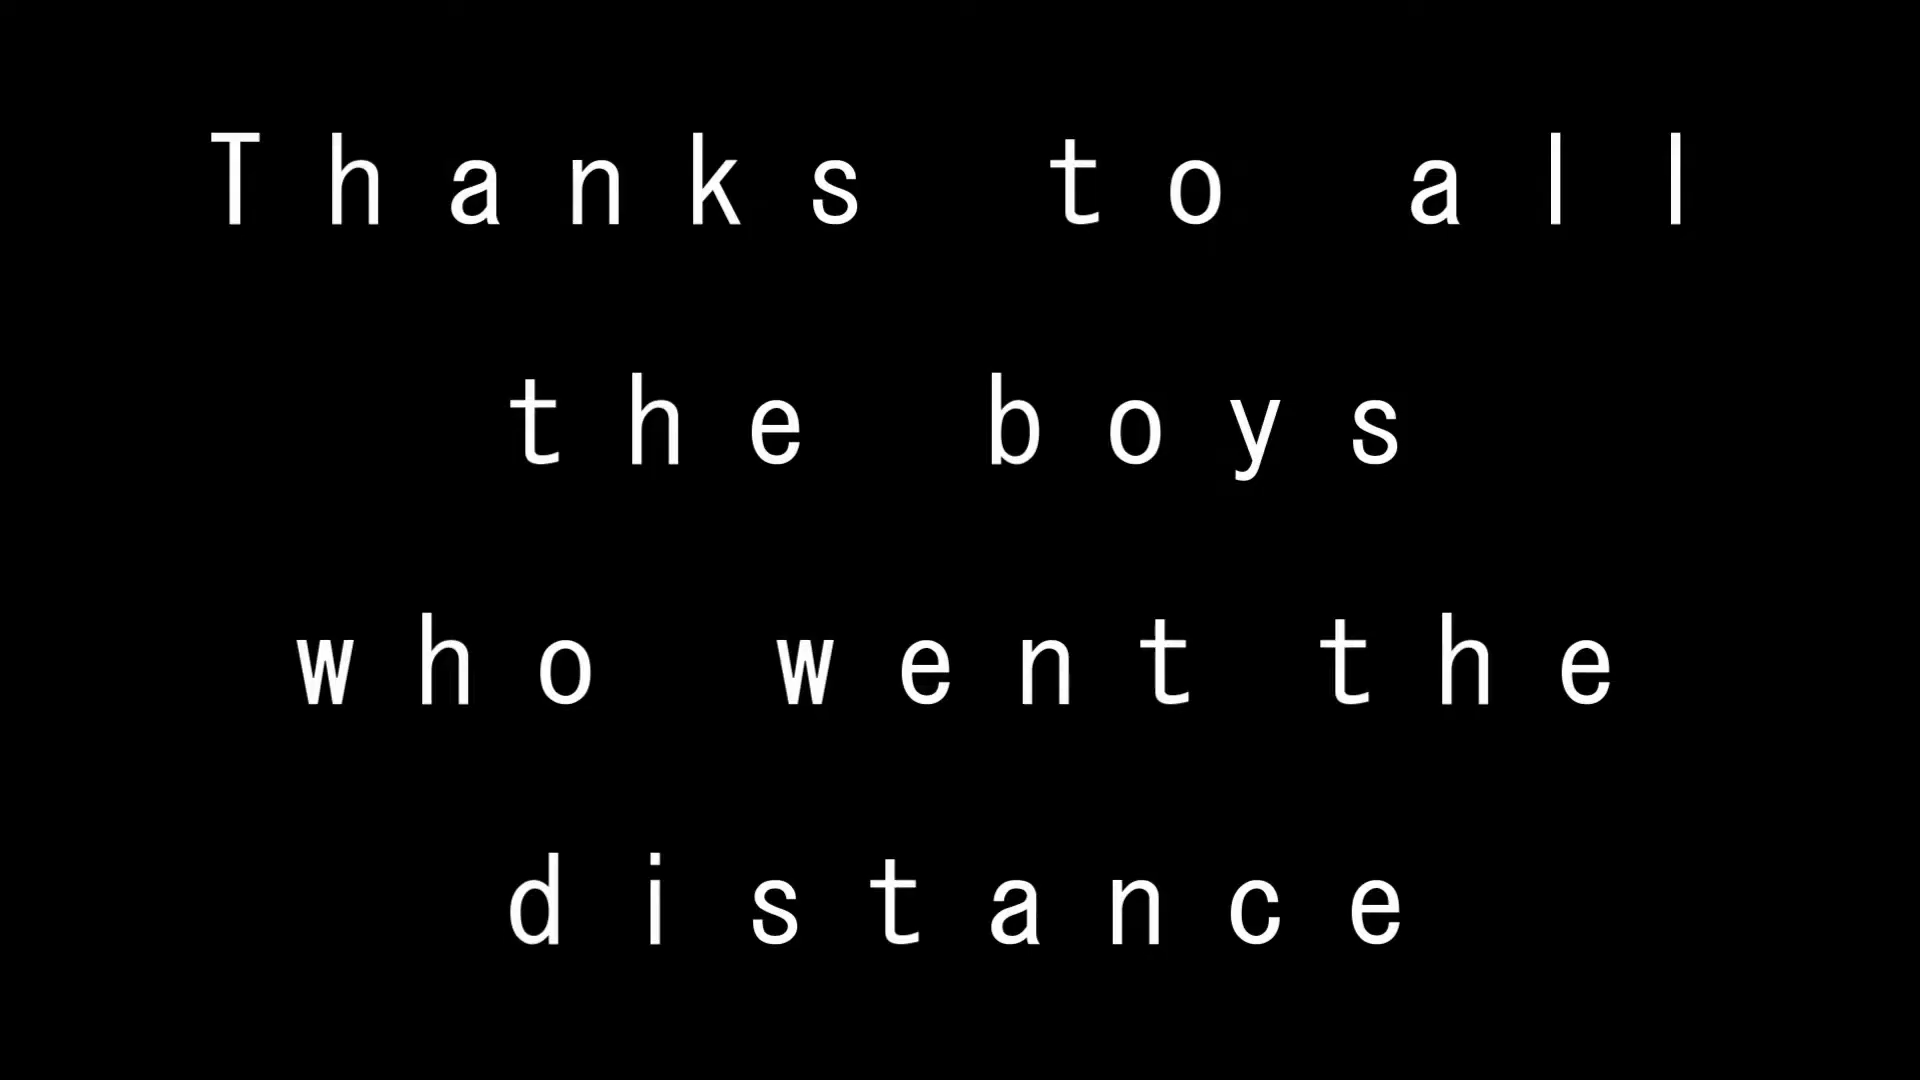 Thanks to all
the boys
who went the
distance